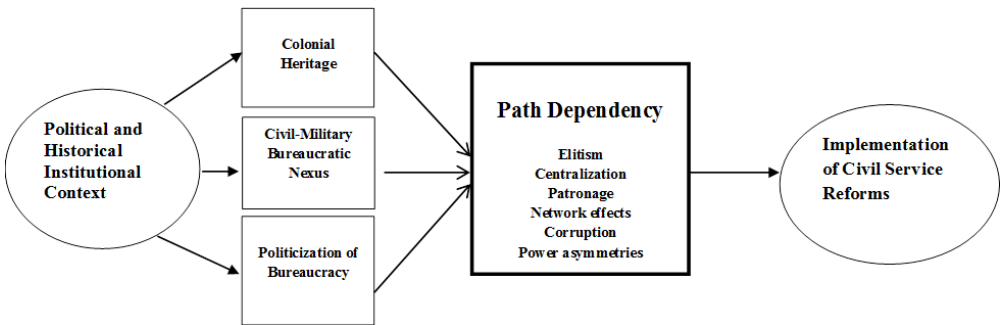 Political and
Historical
Institutional
Context
Colonial
Heritage
Civil-Military
Bureaucratic
Nexus
Politicization of
Bureaucracy
Path Dependency
Elitism
Centralization
Patronage
Network effects
Corruption
Power asymmetries
Implementation
of Civil Service
Reforms